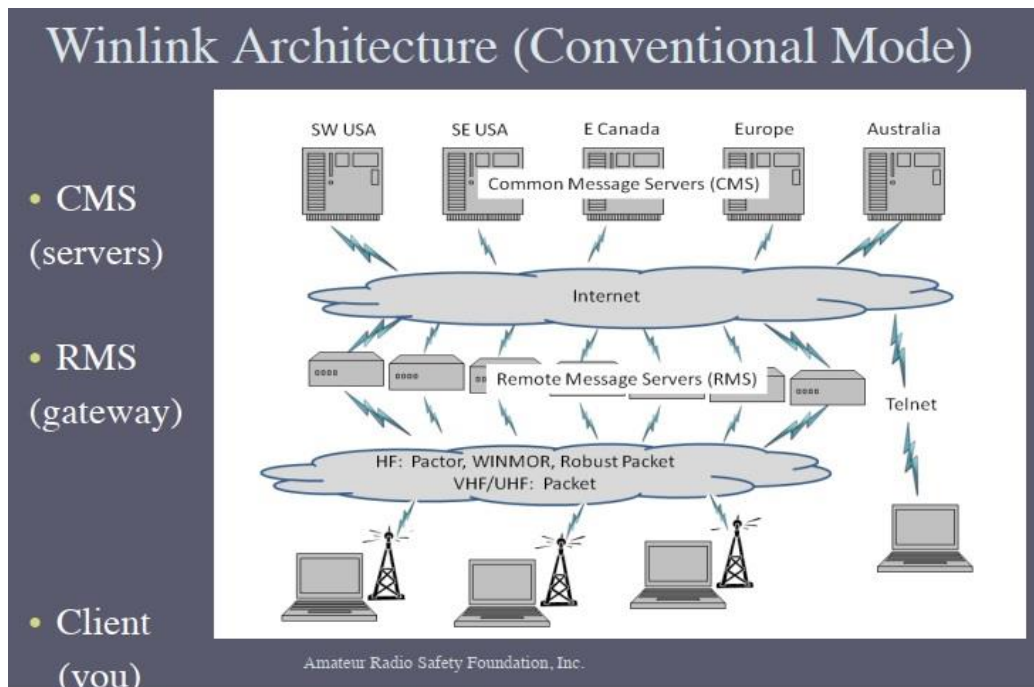 Winlink Architecture (Conventional Mode)
• CMS
(servers)
• RMS
(gateway)
• Client
(you)
SW USA
SE USA
E Canada
Europe
Australia
Common Message Servers (CMS)
Internet
Remote Message Servers (RMS)
Telnet
HF: Pactor, WINMOR, Robust Packet
VHF/UHF: Packet
Amateur Radio Safety Foundation, Inc.